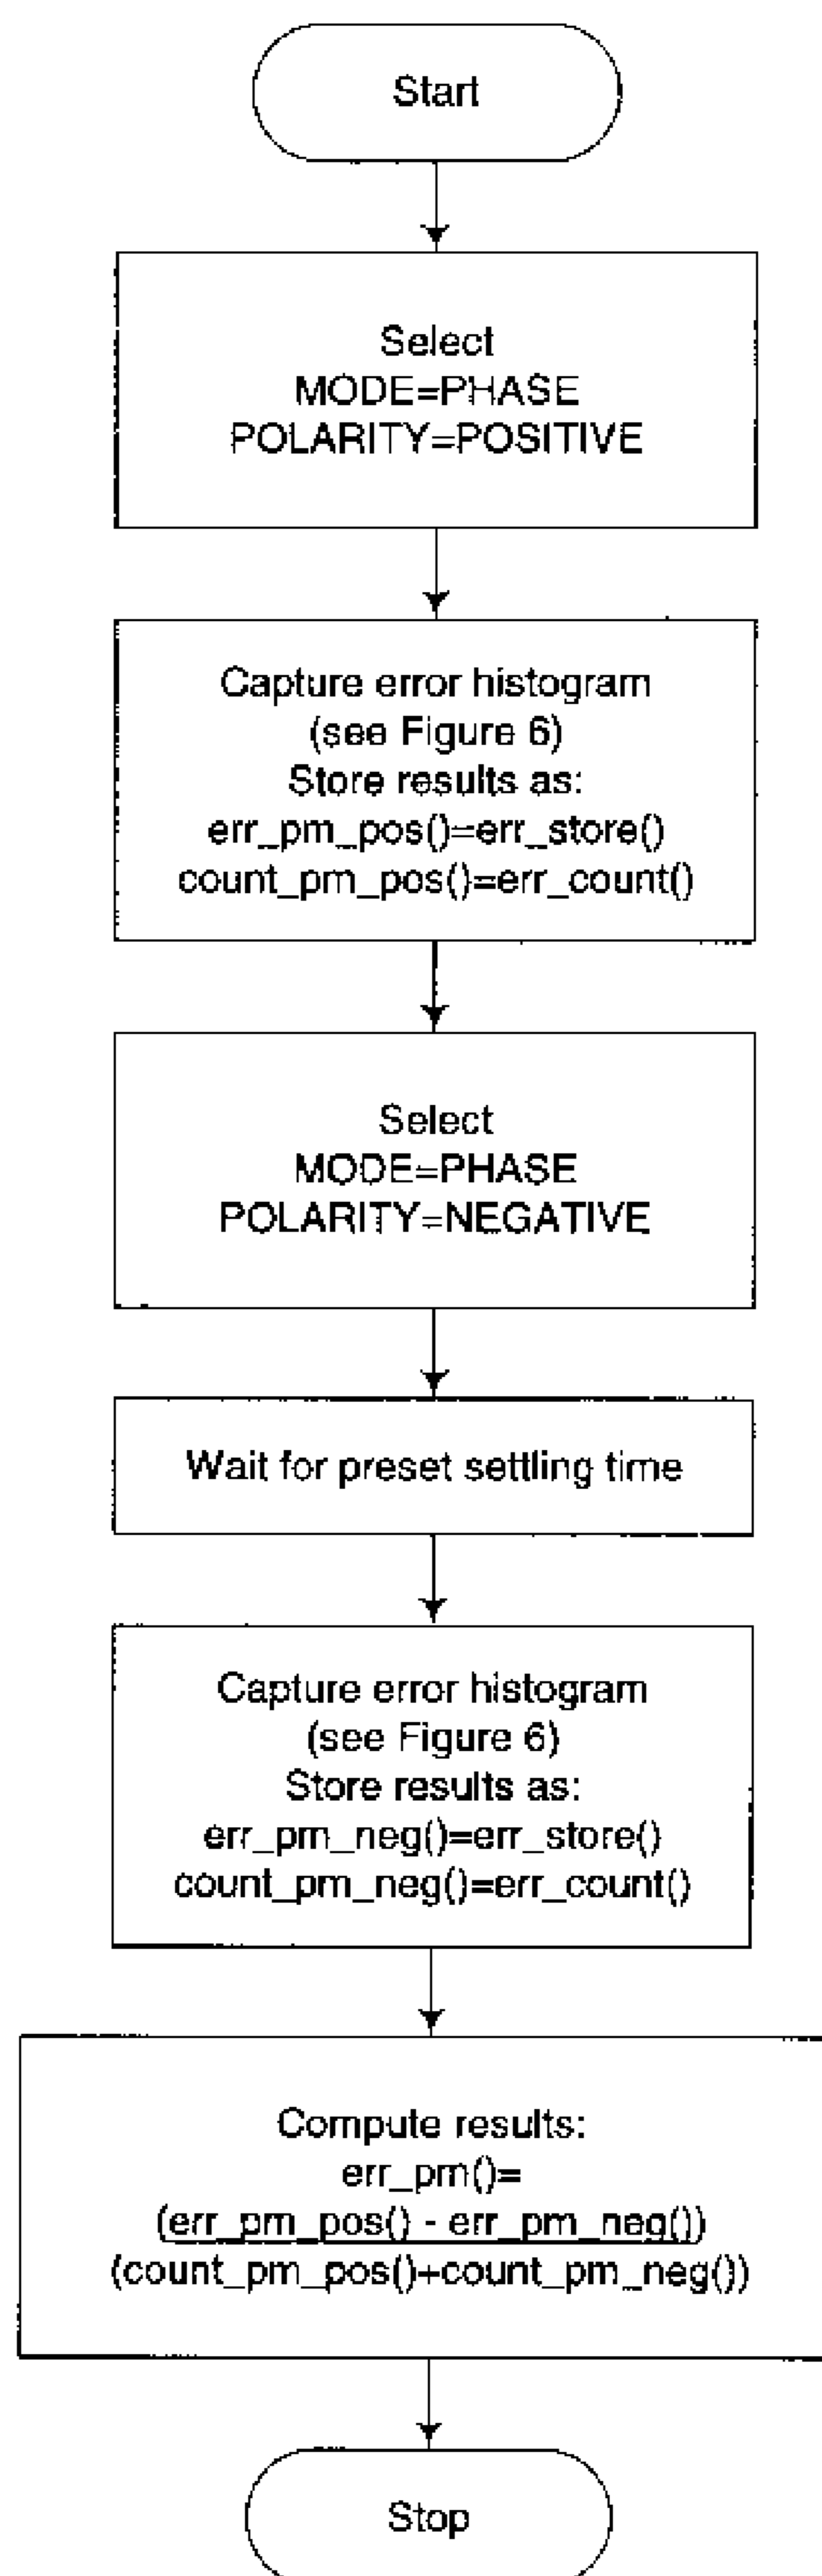 Start
Select
MODE=PHASE
POLARITY=POSITIVE
Capture error histogram
(see Figure 6)
Store results as:
err_pm_pos()=err_store()
count_pm_pos()=err_count()
Select
MODE=PHASE
POLARITY=NEGATIVE
Wait for preset settling time
Capture error histogram
(see Figure 6)
Store results as:
err_pm_neg()=err_store()
count_pm_neg()=err_count()
Compute results:
err_pm()=
(err_pm_pos() - err_pm_neg())
(count_pm_pos()+count_pm_neg())
Stop